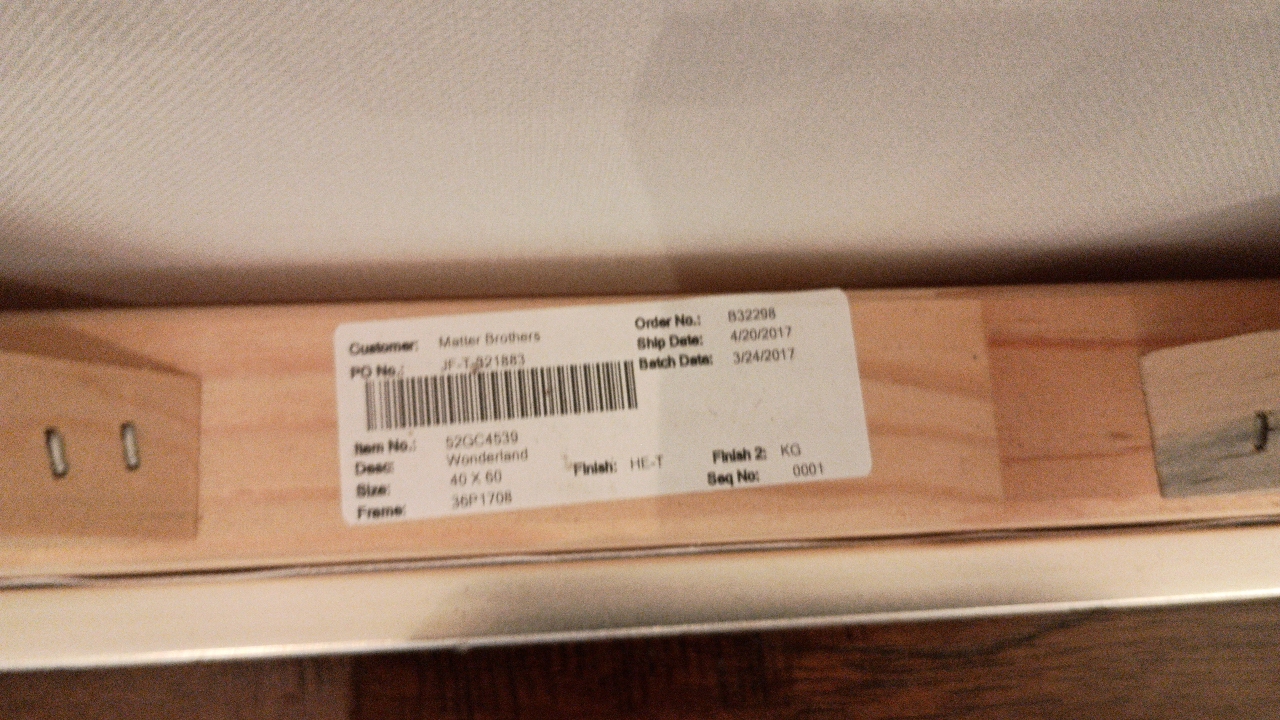 Customer: Matter Brothers
PO No.: JF-T-821883
Order No.: B32298
Ship Date: 4/20/2017
Batch Date: 3/24/2017
Item No.: 52GC4539
Desc: Wonderland
Size: 40 X 60
Frame: 36P1708
Finish: HE-T
Finish 2: KG
Seq No: 0001